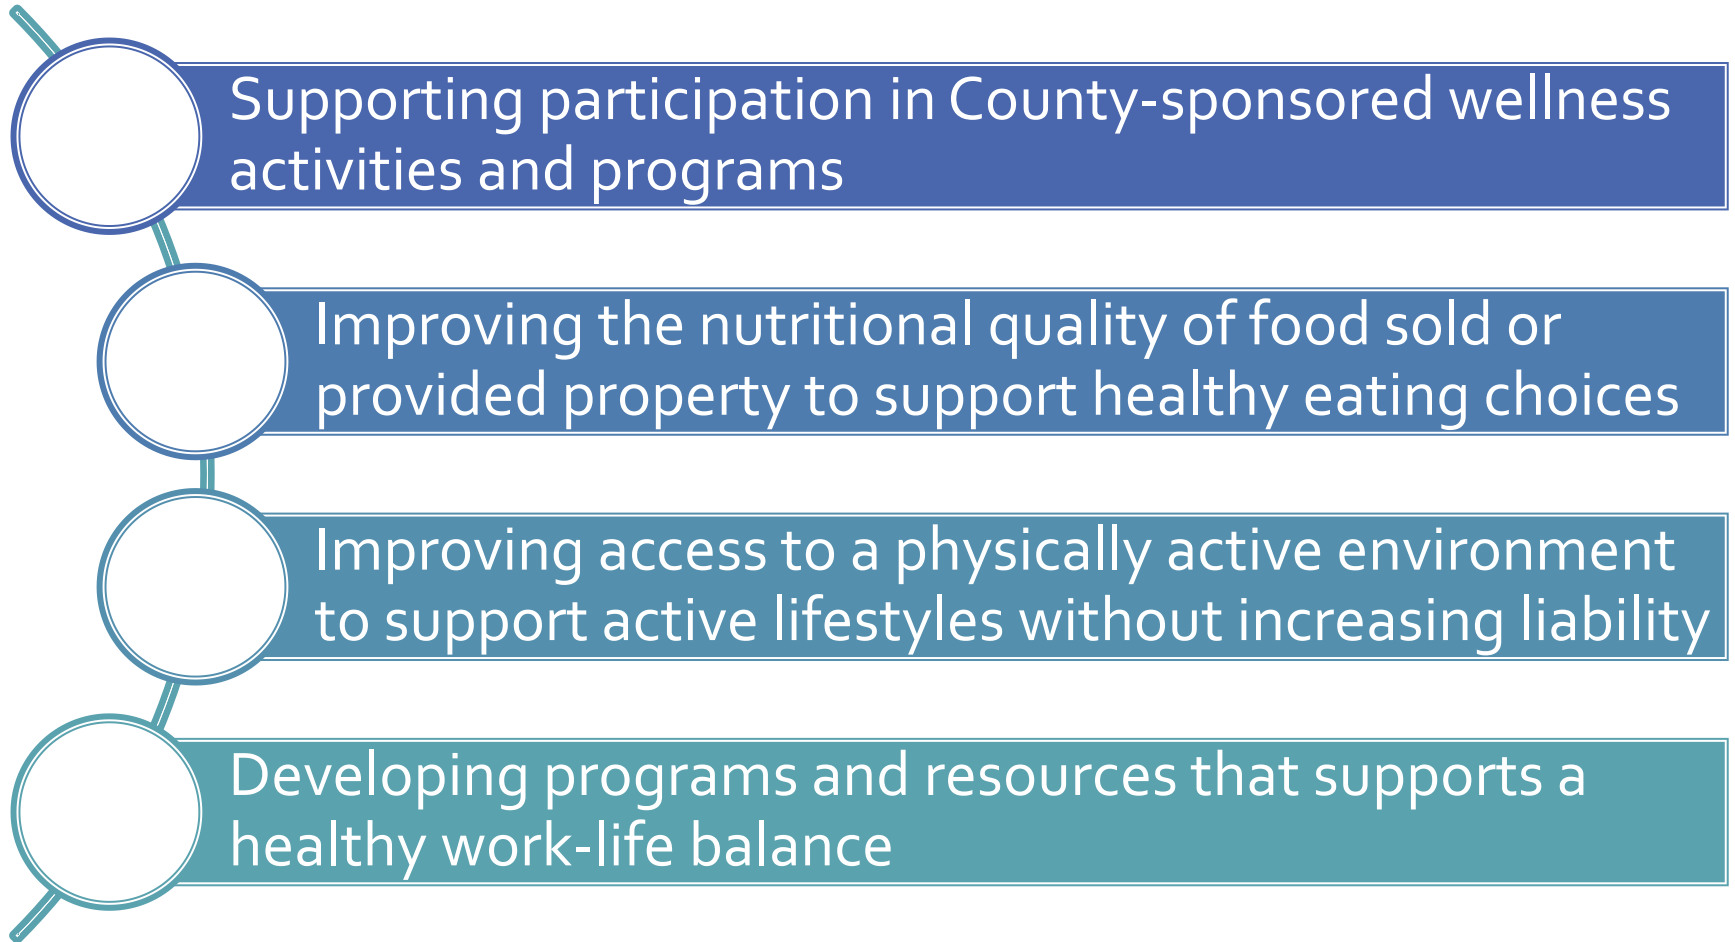 Supporting participation in County-sponsored wellness
activities and programs
Improving the nutritional quality of food sold or
provided property to support healthy eating choices
Improving access to a physically active environment
to support active lifestyles without increasing liability
Developing programs and resources that supports a
healthy work-life balance